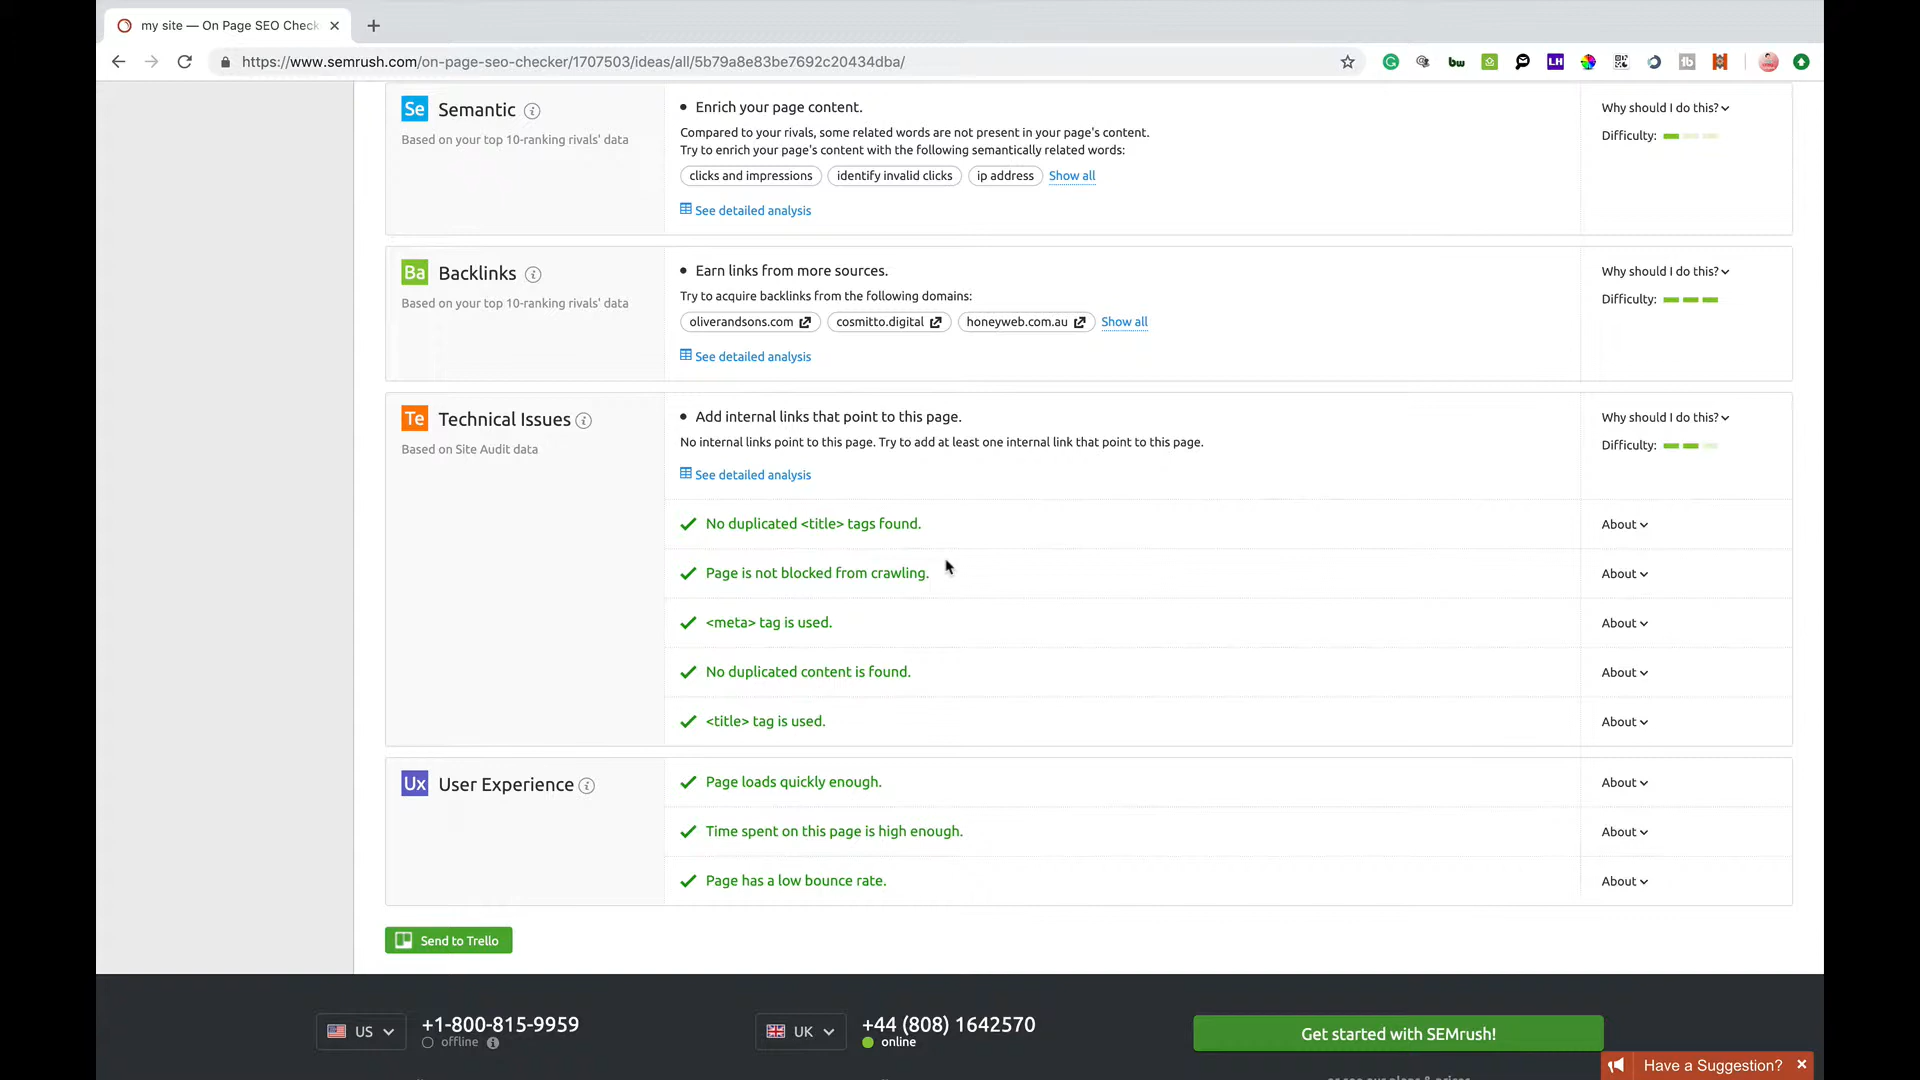 my site — On Page SEO Check
https://www.semrush.com/on-page-seo-checker/1707503/ideas/all/5b79a8e83be7692c20434dba/
bw
LH
Se Semantic
Based on your top 10-ranking rivals' data
Enrich your page content.
Compared to your rivals, some related words are not present in your page's content.
Try to enrich your page's content with the following semantically related words:
clicks and impressions identify invalid clicks ip address Show all
See detailed analysis
Why should I do this?
Difficulty:
Ba Backlinks
Based on your top 10-ranking rivals' data
Earn links from more sources.
Try to acquire backlinks from the following domains:
oliverandsons.com cosmitto.digital honeyweb.com.au Show all
See detailed analysis
Why should I do this?
Difficulty:
Te Technical Issues
Based on Site Audit data
Add internal links that point to this page.
No internal links point to this page. Try to add at least one internal link that point to this page.
See detailed analysis
Why should I do this?
Difficulty:
No duplicated <title> tags found. About
Page is not blocked from crawling. About
<meta> tag is used. About
No duplicated content is found. About
<title> tag is used. About
Ux User Experience
Page loads quickly enough. About
Time spent on this page is high enough. About
Page has a low bounce rate. About
Send to Trello
US +1-800-815-9959
offline
UK +44 (808) 1642570
online
Get started with SEMrush!
Have a Suggestion?